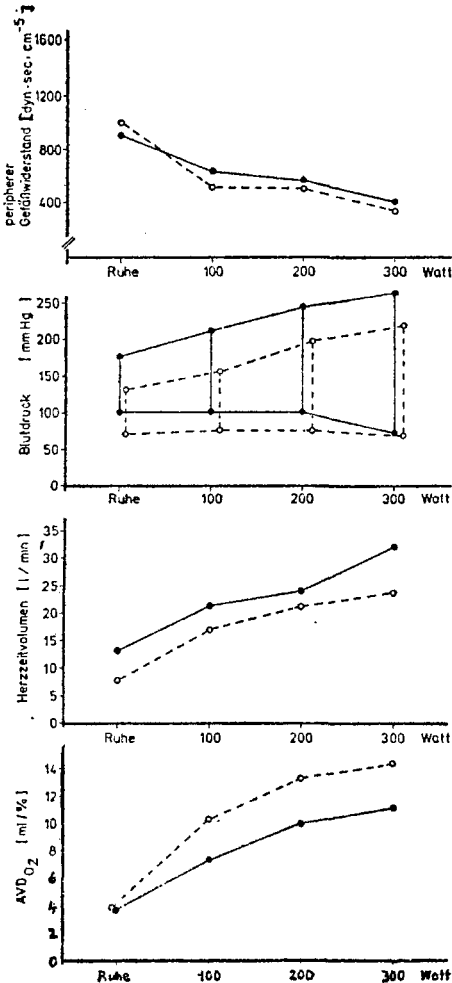 peripherer
Gefäßwiderstand [dyn·sec·cm-5]
1600
1200
800
400
Ruhe 100 200 300 Watt
Blutdruck [mmHg]
250
200
150
100
50
0
Ruhe 100 200 300 Watt
Herzzeitvolumen [l/min]
35
30
25
20
15
10
5
0
Ruhe 100 200 300 Watt
AVDO2 [ml/%]
14
12
10
8
6
4
2
0
Ruhe 100 200 300 Watt